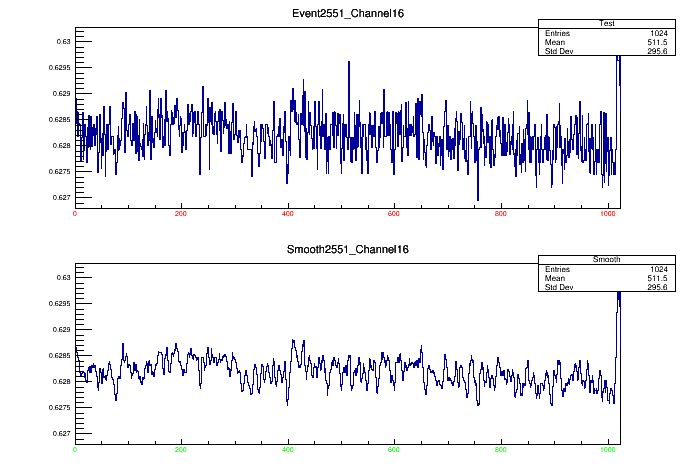 Event2551_Channel16
Test
Entries 1024
Mean 511.5
Std Dev 295.6
0.63
0.6295
0.629
0.6285
0.628
0.6275
0.627
0 200 400 600 800 1000
Smooth2551_Channel16
Smooth
Entries 1024
Mean 511.5
Std Dev 295.6
0.63
0.6295
0.629
0.6285
0.628
0.6275
0.627
0 200 400 600 800 1000